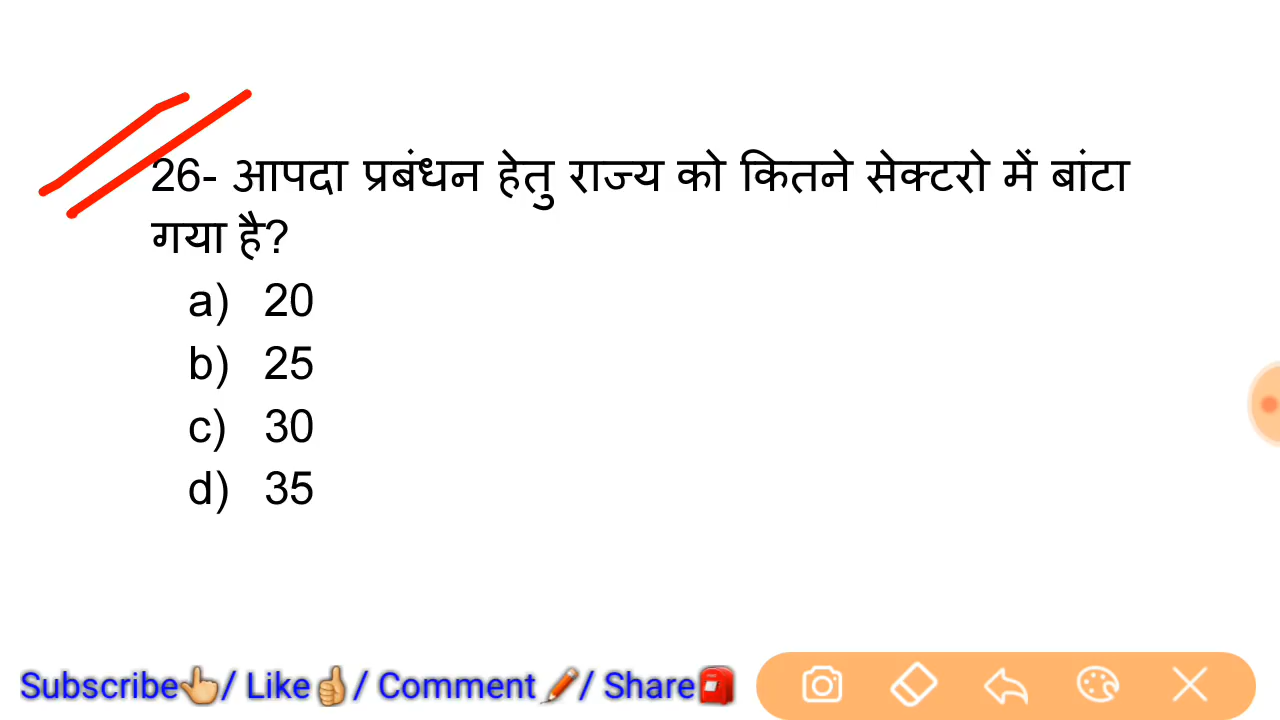 26- आपदा प्रबंधन हेतु राज्य को कितने सेक्टरो में बांटा
गया है?
a) 20
b) 25
c) 30
d) 35
Subscribe👆/ Like👍/ Comment 🖍/ Share📮